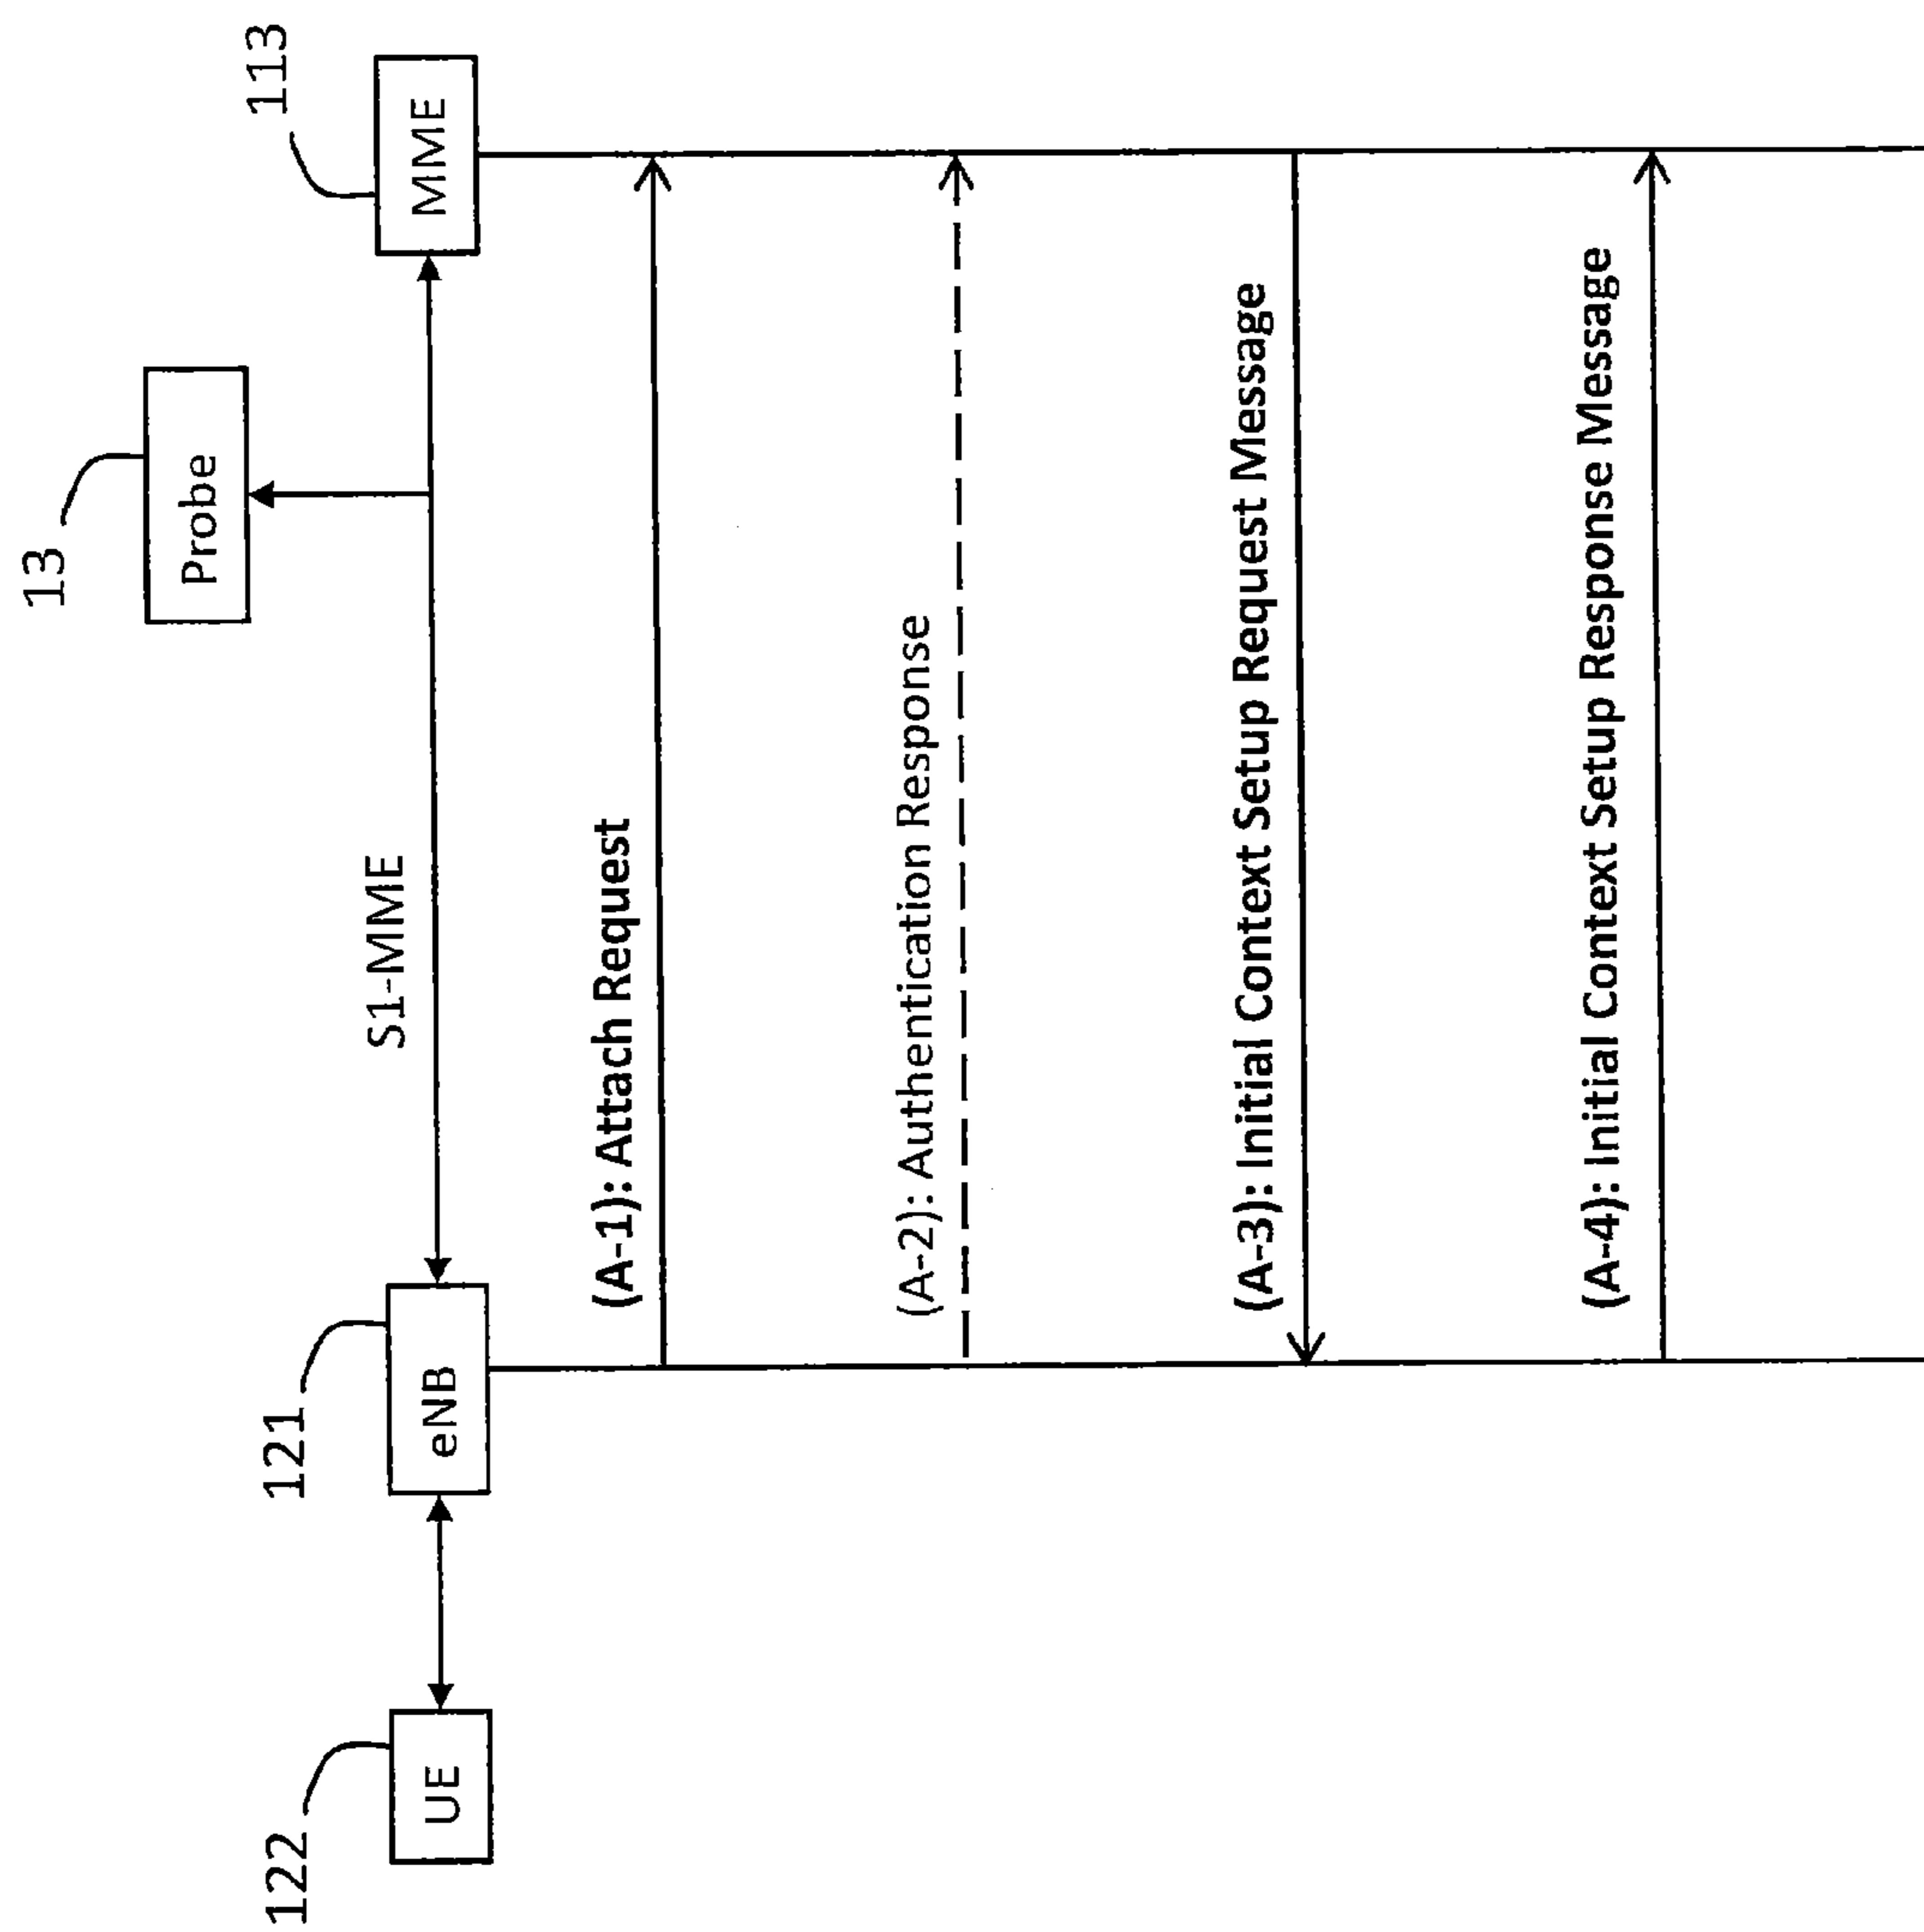 13
122
121
113
Probe
UE
eNB
S1-MME
MME
(A-1): Attach Request
(A-2): Authentication Response
(A-3): Initial Context Setup Request Message
(A-4): Initial Context Setup Response Message